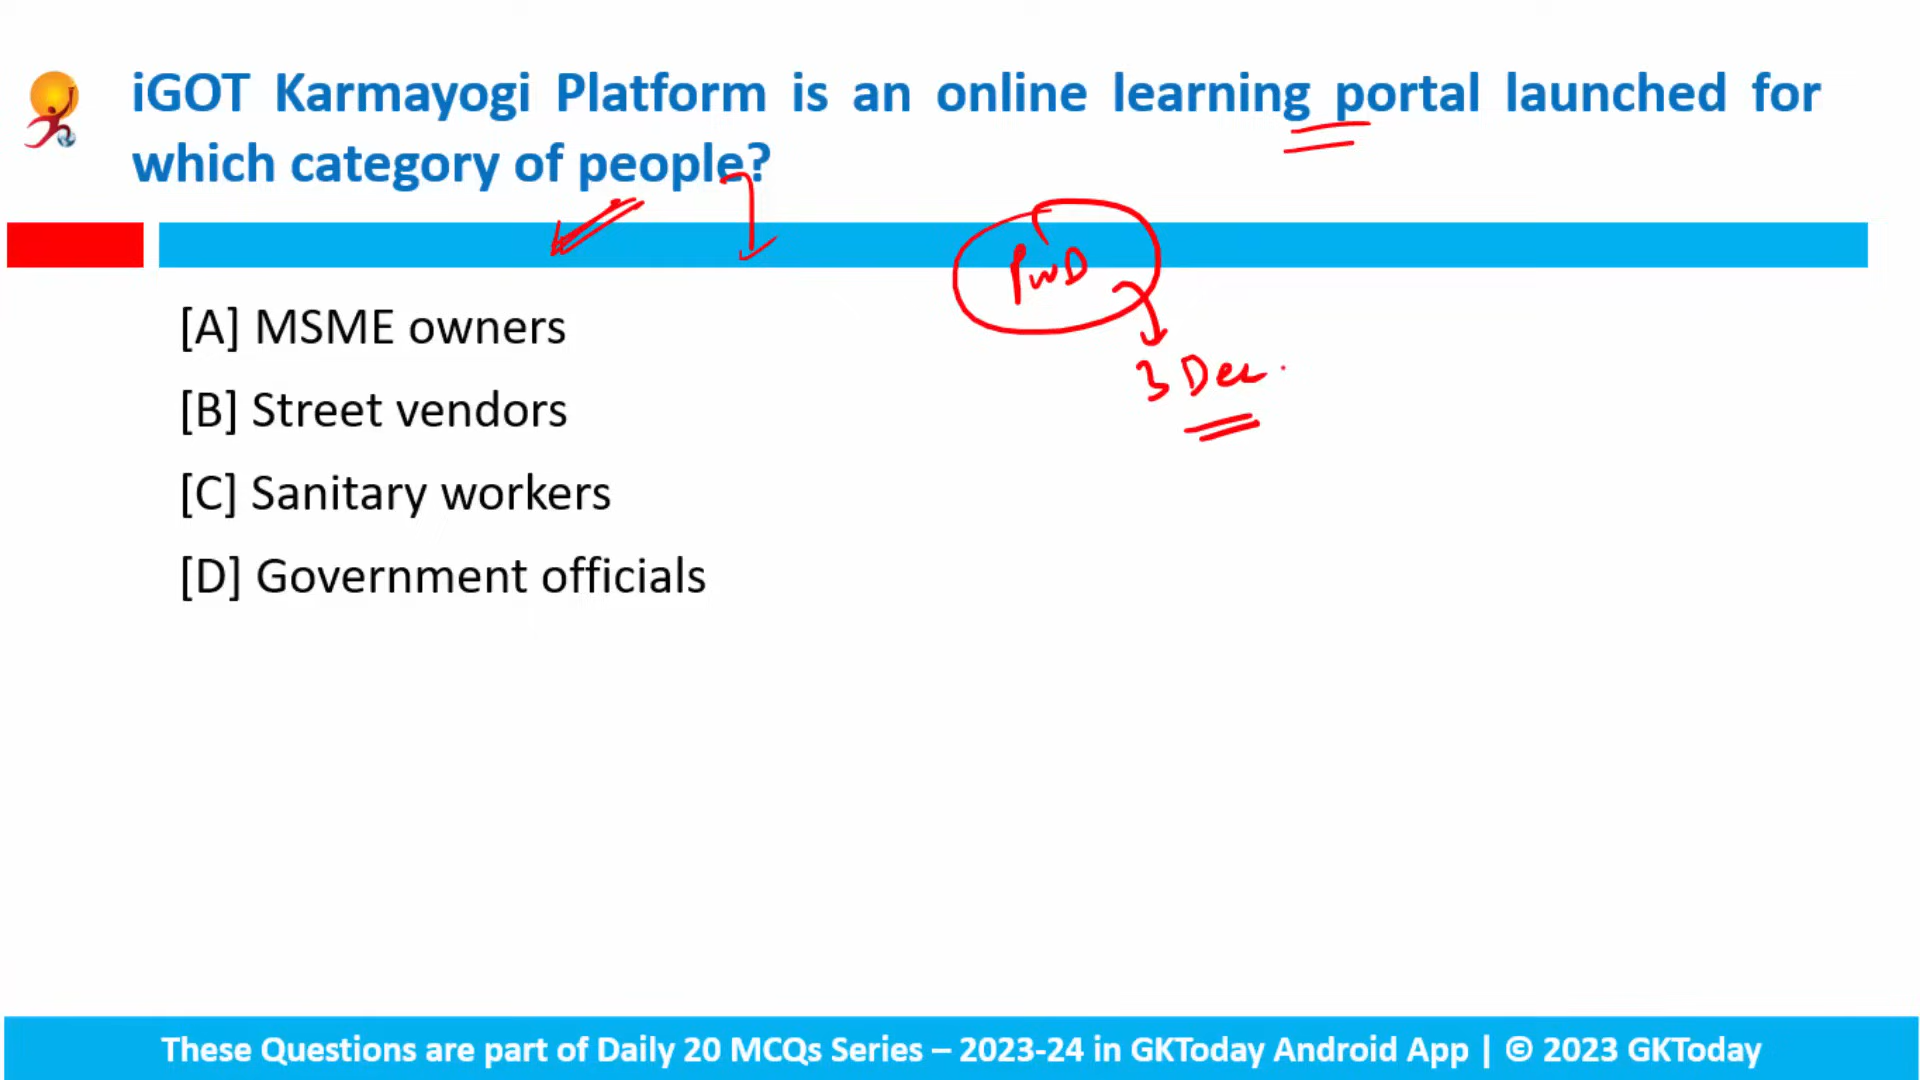 iGOT Karmayogi Platform is an online learning portal launched for
which category of people?
PwD
3 Dec.
[A] MSME owners
[B] Street vendors
[C] Sanitary workers
[D] Government officials
These Questions are part of Daily 20 MCQs Series – 2023-24 in GKToday Android App | © 2023 GKToday